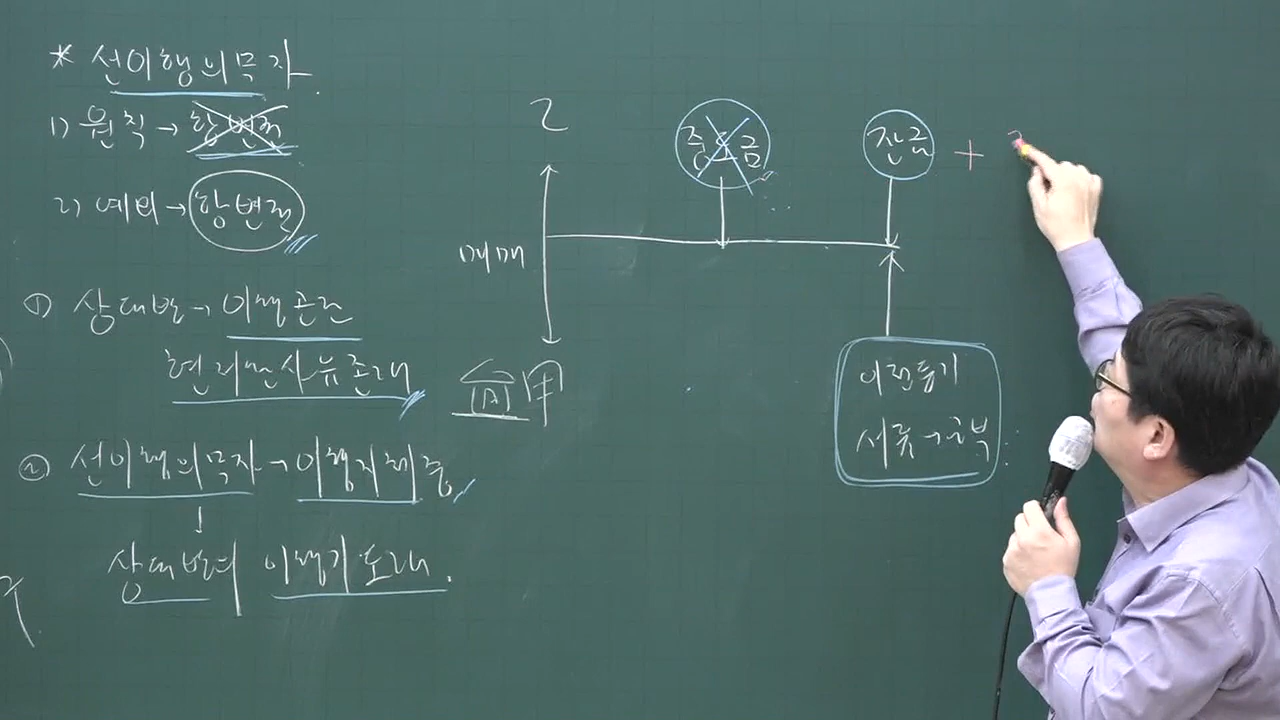 * 선이행의무자.
1) 원칙 → 항변권
2) 예외 → 항변권
① 상대방 → 이행곤란
현저한사유존재
② 선이행의무자 → 이행지체 중
↓
상대방의 이행기 도래.
乙
중도금
잔금 +
매매
甲
이전등기
서류 → 교부